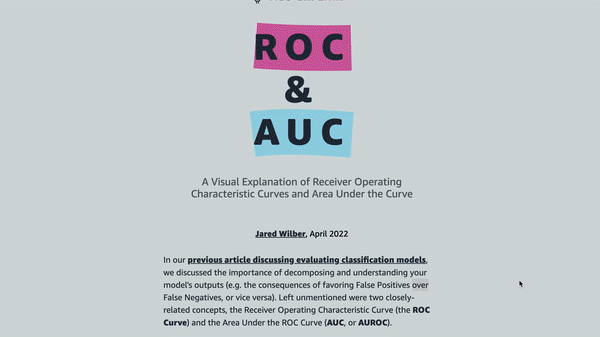 ROC
&
AUC
A Visual Explanation of Receiver Operating
Characteristic Curves and Area Under the Curve
Jared Wilber, April 2022
In our previous article discussing evaluating classification models,
we discussed the importance of decomposing and understanding your
model's outputs (e.g. the consequences of favoring False Positives over
False Negatives, or vice versa). Left unmentioned were two closely-
related concepts, the Receiver Operating Characteristic Curve (the ROC
Curve) and the Area Under the ROC Curve (AUC, or AUROC).